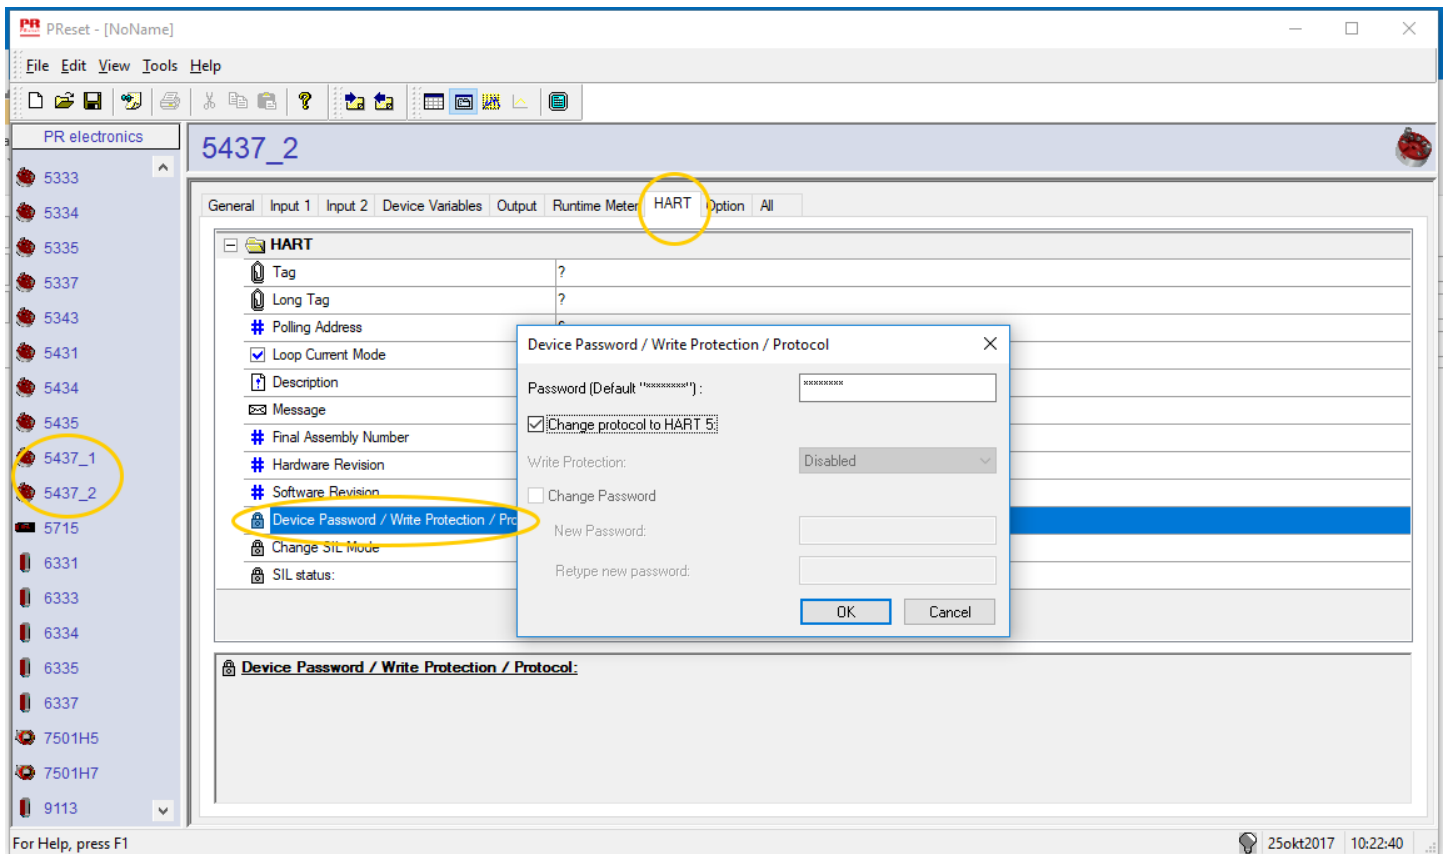 PR PReset - [NoName]
File Edit View Tools Help
PR electronics
5333
5334
5335
5337
5343
5431
5434
5435
5437_1
5437_2
5715
6331
6333
6334
6335
6337
7501H5
7501H7
9113
5437_2
General Input 1 Input 2 Device Variables Output Runtime Meter HART Option All
HART
Tag ?
Long Tag ?
Polling Address
Loop Current Mode
Description
Message
Final Assembly Number
Hardware Revision
Software Revision
Device Password / Write Protection / Pro
Change SIL Mode
SIL status:
Device Password / Write Protection / Protocol
Password (Default "********") : ********
Change protocol to HART 5:
Write Protection: Disabled
Change Password
New Password:
Retype new password:
OK Cancel
Device Password / Write Protection / Protocol:
For Help, press F1 25okt2017 10:22:40